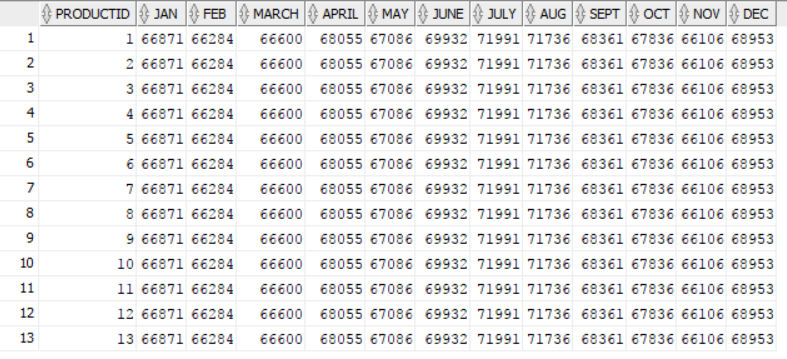 PRODUCTID JAN FEB MARCH APRIL MAY JUNE JULY AUG SEPT OCT NOV DEC
1 1 66871 66284 66600 68055 67086 69932 71991 71736 68361 67836 66106 68953
2 2 66871 66284 66600 68055 67086 69932 71991 71736 68361 67836 66106 68953
3 3 66871 66284 66600 68055 67086 69932 71991 71736 68361 67836 66106 68953
4 4 66871 66284 66600 68055 67086 69932 71991 71736 68361 67836 66106 68953
5 5 66871 66284 66600 68055 67086 69932 71991 71736 68361 67836 66106 68953
6 6 66871 66284 66600 68055 67086 69932 71991 71736 68361 67836 66106 68953
7 7 66871 66284 66600 68055 67086 69932 71991 71736 68361 67836 66106 68953
8 8 66871 66284 66600 68055 67086 69932 71991 71736 68361 67836 66106 68953
9 9 66871 66284 66600 68055 67086 69932 71991 71736 68361 67836 66106 68953
10 10 66871 66284 66600 68055 67086 69932 71991 71736 68361 67836 66106 68953
11 11 66871 66284 66600 68055 67086 69932 71991 71736 68361 67836 66106 68953
12 12 66871 66284 66600 68055 67086 69932 71991 71736 68361 67836 66106 68953
13 13 66871 66284 66600 68055 67086 69932 71991 71736 68361 67836 66106 68953